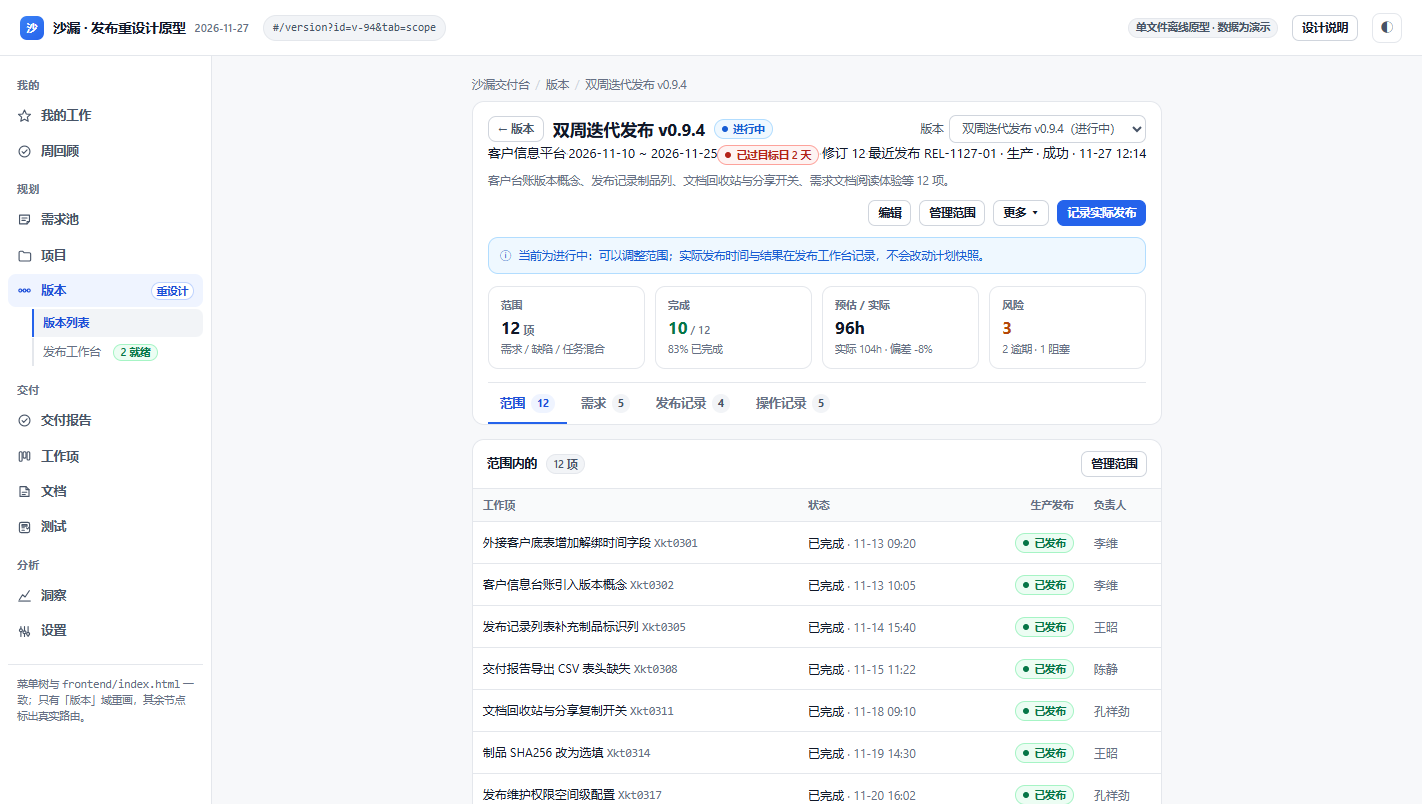 沙 沙漏 · 发布重设计原型 2026-11-27 #/version?id=v-94&tab=scope 单文件离线原型 · 数据为演示 设计说明
我的
我的工作
周回顾
规划
需求池
项目
版本 重设计
版本列表
发布工作台 2 就绪
交付
交付报告
工作项
文档
测试
分析
洞察
设置
菜单树与 frontend/index.html 一
致；只有「版本」域重画，其余节点
标出真实路由。
沙漏交付台 / 版本 / 双周迭代发布 v0.9.4
← 版本 双周迭代发布 v0.9.4 进行中 版本 双周迭代发布 v0.9.4（进行中）
客户信息平台 2026-11-10 ~ 2026-11-25 已过目标日 2 天 修订 12 最近发布 REL-1127-01 · 生产 · 成功 · 11-27 12:14
客户台账版本概念、发布记录制品列、文档回收站与分享开关、需求文档阅读体验等 12 项。
编辑 管理范围 更多 记录实际发布
当前为进行中：可以调整范围；实际发布时间与结果在发布工作台记录，不会改动计划快照。
范围
12 项
需求 / 缺陷 / 任务混合
完成
10 / 12
83% 已完成
预估 / 实际
96h
实际 104h · 偏差 -8%
风险
3
2 逾期 · 1 阻塞
范围 12 需求 5 发布记录 4 操作记录 5
范围内的 12 项 管理范围
工作项 状态 生产发布 负责人
外接客户底表增加解绑时间字段 Xkt0301 已完成 · 11-13 09:20 已发布 李维
客户信息台账引入版本概念 Xkt0302 已完成 · 11-13 10:05 已发布 李维
发布记录列表补充制品标识列 Xkt0305 已完成 · 11-14 15:40 已发布 王昭
交付报告导出 CSV 表头缺失 Xkt0308 已完成 · 11-15 11:22 已发布 陈静
文档回收站与分享复制开关 Xkt0311 已完成 · 11-18 09:10 已发布 孔祥劲
制品 SHA256 改为选填 Xkt0314 已完成 · 11-19 14:30 已发布 王昭
发布维护权限空间级配置 Xkt0317 已完成 · 11-20 16:02 已发布 孔祥劲